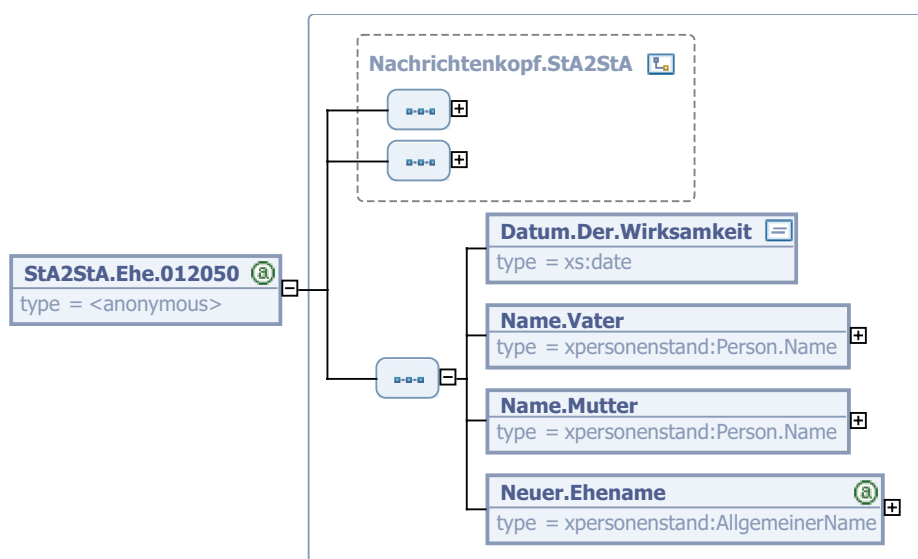 Nachrichtenkopf.StA2StA
Datum.Der.Wirksamkeit
type = xs:date
StA2StA.Ehe.012050
type = <anonymous>
Name.Vater
type = xpersonenstand:Person.Name
Name.Mutter
type = xpersonenstand:Person.Name
Neuer.Ehename
type = xpersonenstand:AllgemeinerName